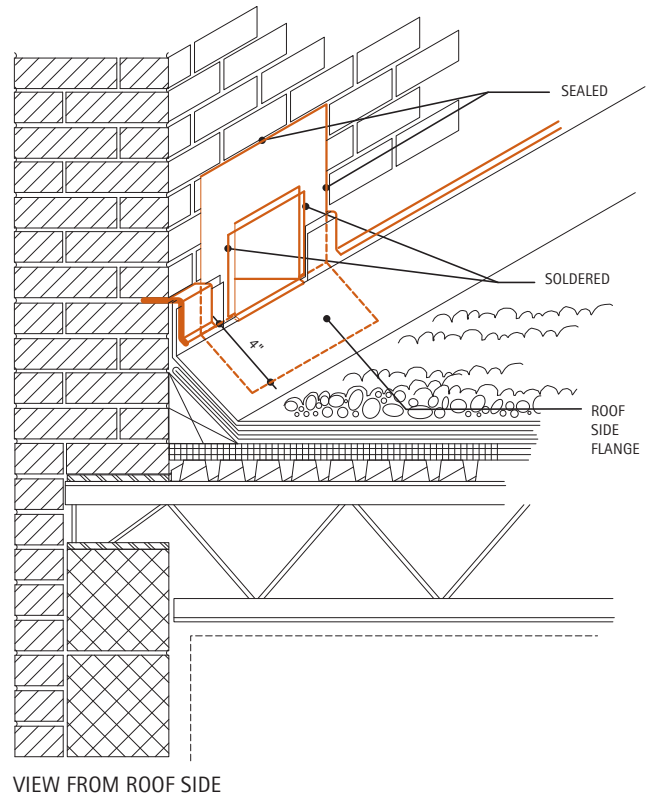 SEALED
SOLDERED
4"
ROOF
SIDE
FLANGE
VIEW FROM ROOF SIDE